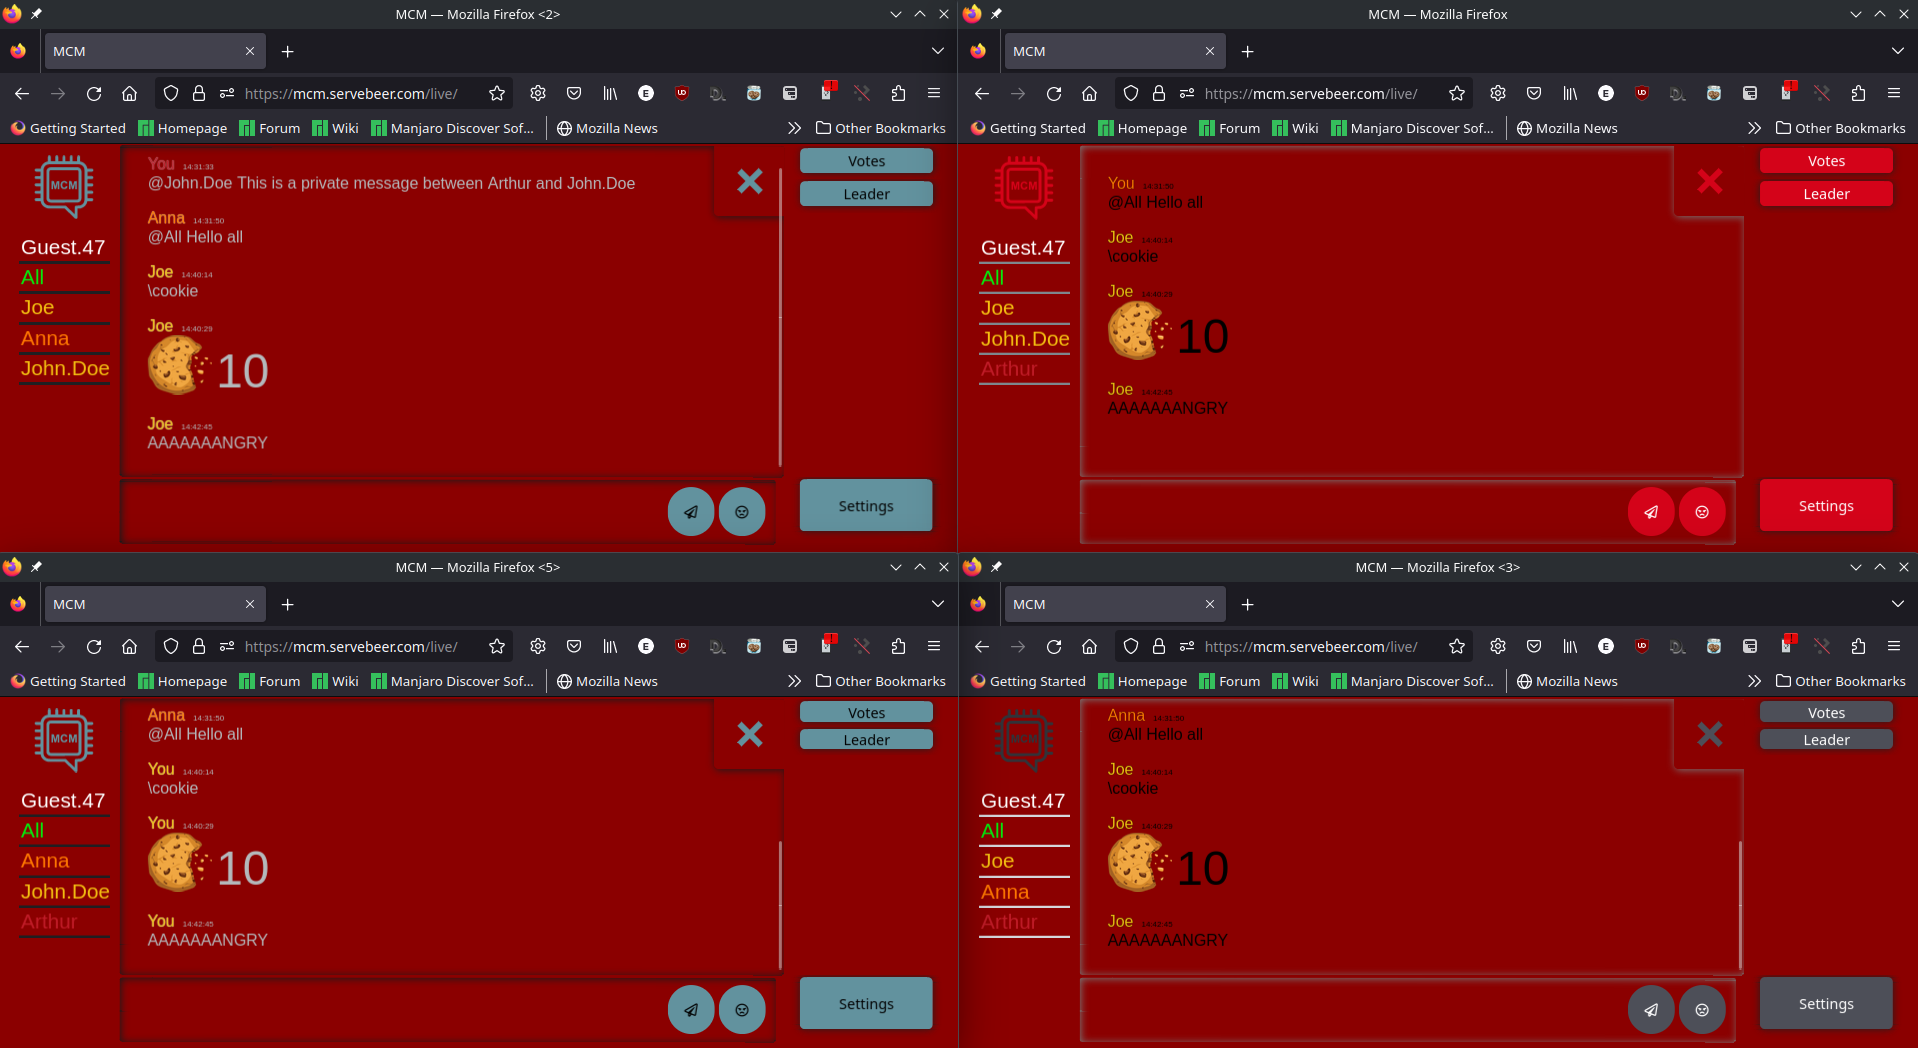 MCM — Mozilla Firefox <2>
MCM
https://mcm.servebeer.com/live/
Getting Started Homepage Forum Wiki Manjaro Discover Sof... Mozilla News Other Bookmarks
MCM
Guest.47
All
Joe
Anna
John.Doe
You 14:31:33
@John.Doe This is a private message between Arthur and John.Doe
Anna 14:31:50
@All Hello all
Joe 14:40:14
\cookie
Joe 14:40:29
10
Joe 14:42:45
AAAAAAANGRY
Votes
Leader
Settings
MCM — Mozilla Firefox
MCM
https://mcm.servebeer.com/live/
Getting Started Homepage Forum Wiki Manjaro Discover Sof... Mozilla News Other Bookmarks
MCM
Guest.47
All
Joe
John.Doe
Arthur
You 14:31:50
@All Hello all
Joe 14:40:14
\cookie
Joe 14:40:29
10
Joe 14:42:45
AAAAAAANGRY
Votes
Leader
Settings
MCM — Mozilla Firefox <5>
MCM
https://mcm.servebeer.com/live/
Getting Started Homepage Forum Wiki Manjaro Discover Sof... Mozilla News Other Bookmarks
MCM
Guest.47
All
Anna
John.Doe
Arthur
Anna 14:31:50
@All Hello all
You 14:40:14
\cookie
You 14:40:29
10
You 14:42:45
AAAAAAANGRY
Votes
Leader
Settings
MCM — Mozilla Firefox <3>
MCM
https://mcm.servebeer.com/live/
Getting Started Homepage Forum Wiki Manjaro Discover Sof... Mozilla News Other Bookmarks
MCM
Guest.47
All
Joe
Anna
Arthur
Anna 14:31:50
@All Hello all
Joe 14:40:14
\cookie
Joe 14:40:29
10
Joe 14:42:45
AAAAAAANGRY
Votes
Leader
Settings